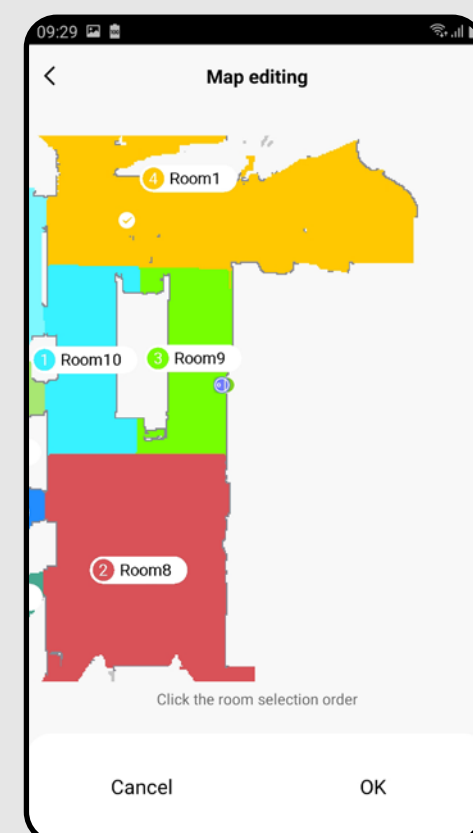 09:29
Map editing
4 Room1
1 Room10
3 Room9
2 Room8
Click the room selection order
Cancel
OK